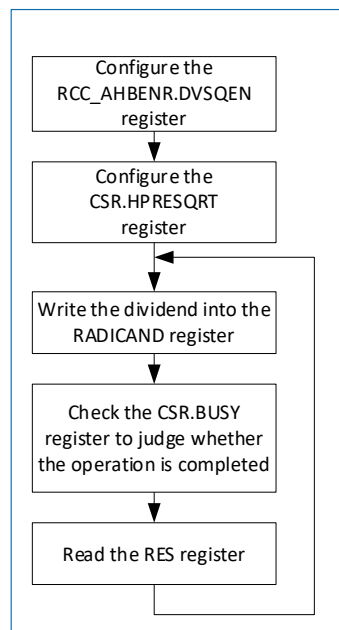 Configure the
RCC_AHBENR.DVSQEN
register
Configure the
CSR.HPRESQRT
register
Write the dividend into the
RADICAND register
Check the CSR.BUSY
register to judge whether
the operation is completed
Read the RES register